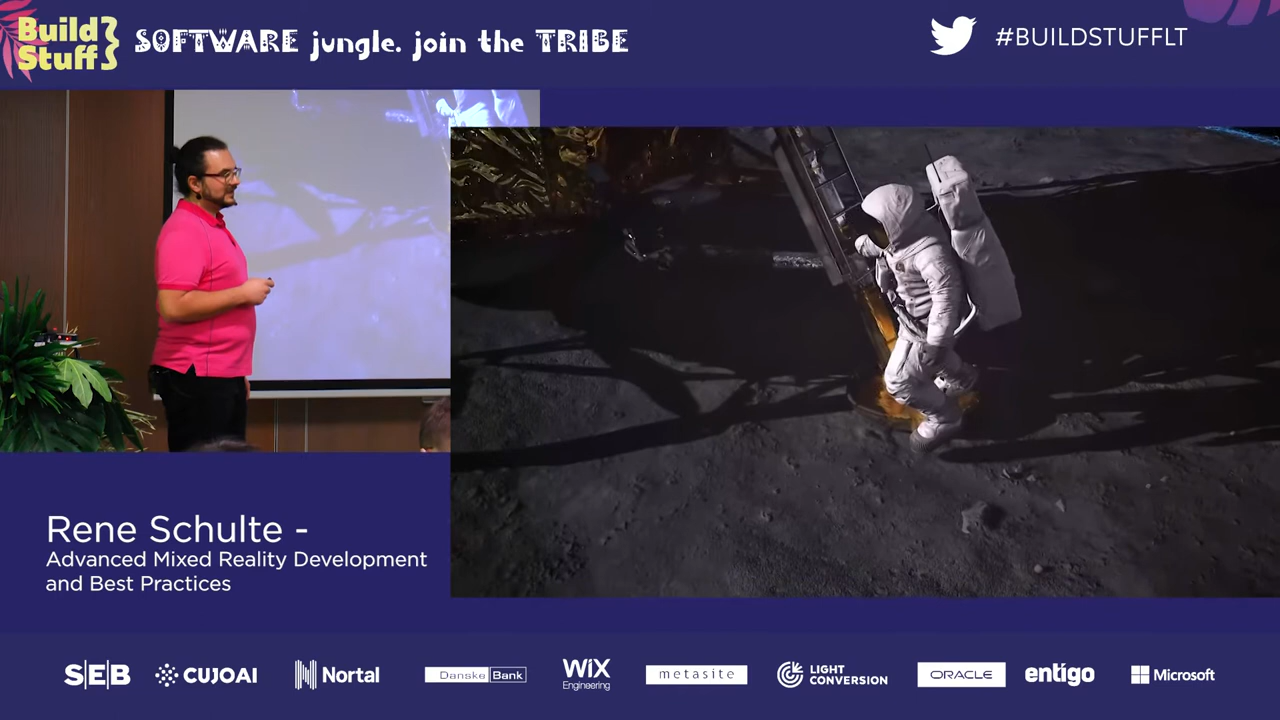 Build
Stuff
SOFTWARE jungle. join the TRIBE
#BUILDSTUFFLT
Rene Schulte -
Advanced Mixed Reality Development
and Best Practices
S|E|B
CUJOAI
Nortal
Danske Bank
WiX
Engineering
metasite
LIGHT
CONVERSION
ORACLE
entigo
Microsoft